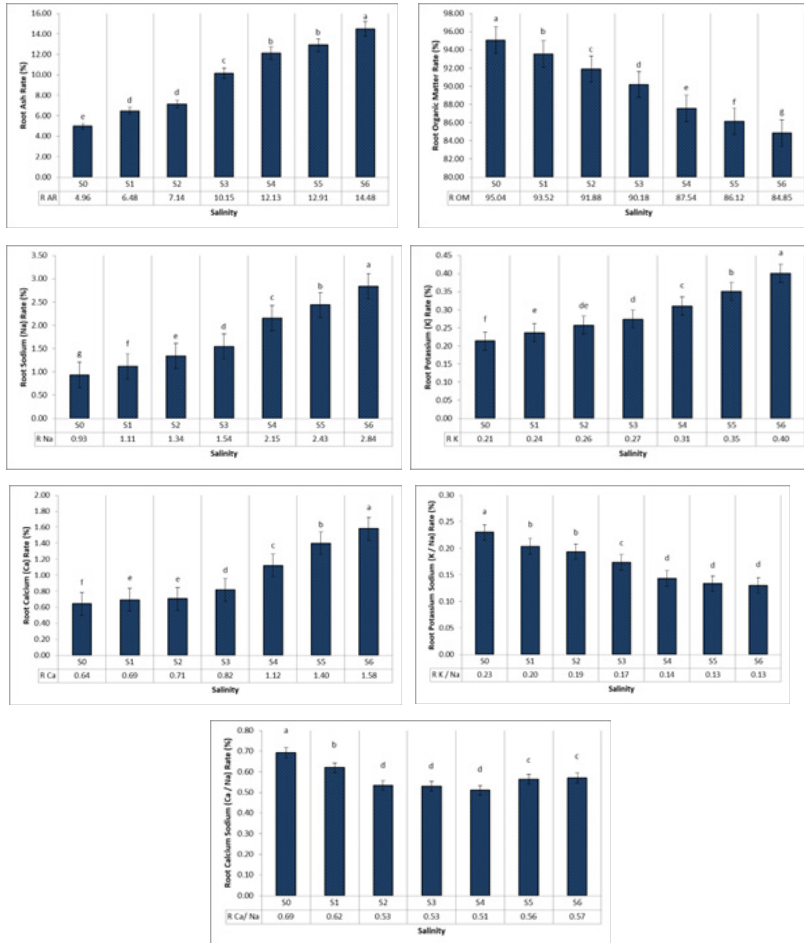 Root Ash Rate (%)
16.00
14.00
12.00
10.00
8.00
6.00
4.00
2.00
0.00
e d d c b b a
S0 S1 S2 S3 S4 S5 S6
R AR 4.96 6.48 7.14 10.15 12.13 12.91 14.48
Salinity
Root Organic Matter Rate (%)
98.00
96.00
94.00
92.00
90.00
88.00
86.00
84.00
82.00
80.00
a b c d e f g
S0 S1 S2 S3 S4 S5 S6
R OM 95.04 93.52 91.88 90.18 87.54 86.12 84.85
Salinity
Root Sodium (Na) Rate (%)
3.50
3.00
2.50
2.00
1.50
1.00
0.50
0.00
g f e d c b a
S0 S1 S2 S3 S4 S5 S6
R Na 0.93 1.11 1.34 1.54 2.15 2.43 2.84
Salinity
Root Potassium (K) Rate (%)
0.45
0.40
0.35
0.30
0.25
0.20
0.15
0.10
0.05
0.00
f e de d c b a
S0 S1 S2 S3 S4 S5 S6
R K 0.21 0.24 0.26 0.27 0.31 0.35 0.40
Salinity
Root Calcium (Ca) Rate (%)
2.00
1.80
1.60
1.40
1.20
1.00
0.80
0.60
0.40
0.20
0.00
f e e d c b a
S0 S1 S2 S3 S4 S5 S6
R Ca 0.64 0.69 0.71 0.82 1.12 1.40 1.58
Salinity
Root Potassium Sodium (K / Na) Rate (%)
0.30
0.25
0.20
0.15
0.10
0.05
0.00
a b b c d d d
S0 S1 S2 S3 S4 S5 S6
R K / Na 0.23 0.20 0.19 0.17 0.14 0.13 0.13
Salinity
Root Calcium Sodium (Ca / Na) Rate (%)
0.80
0.70
0.60
0.50
0.40
0.30
0.20
0.10
0.00
a b d d d c c
S0 S1 S2 S3 S4 S5 S6
R Ca/ Na 0.69 0.62 0.53 0.53 0.51 0.56 0.57
Salinity